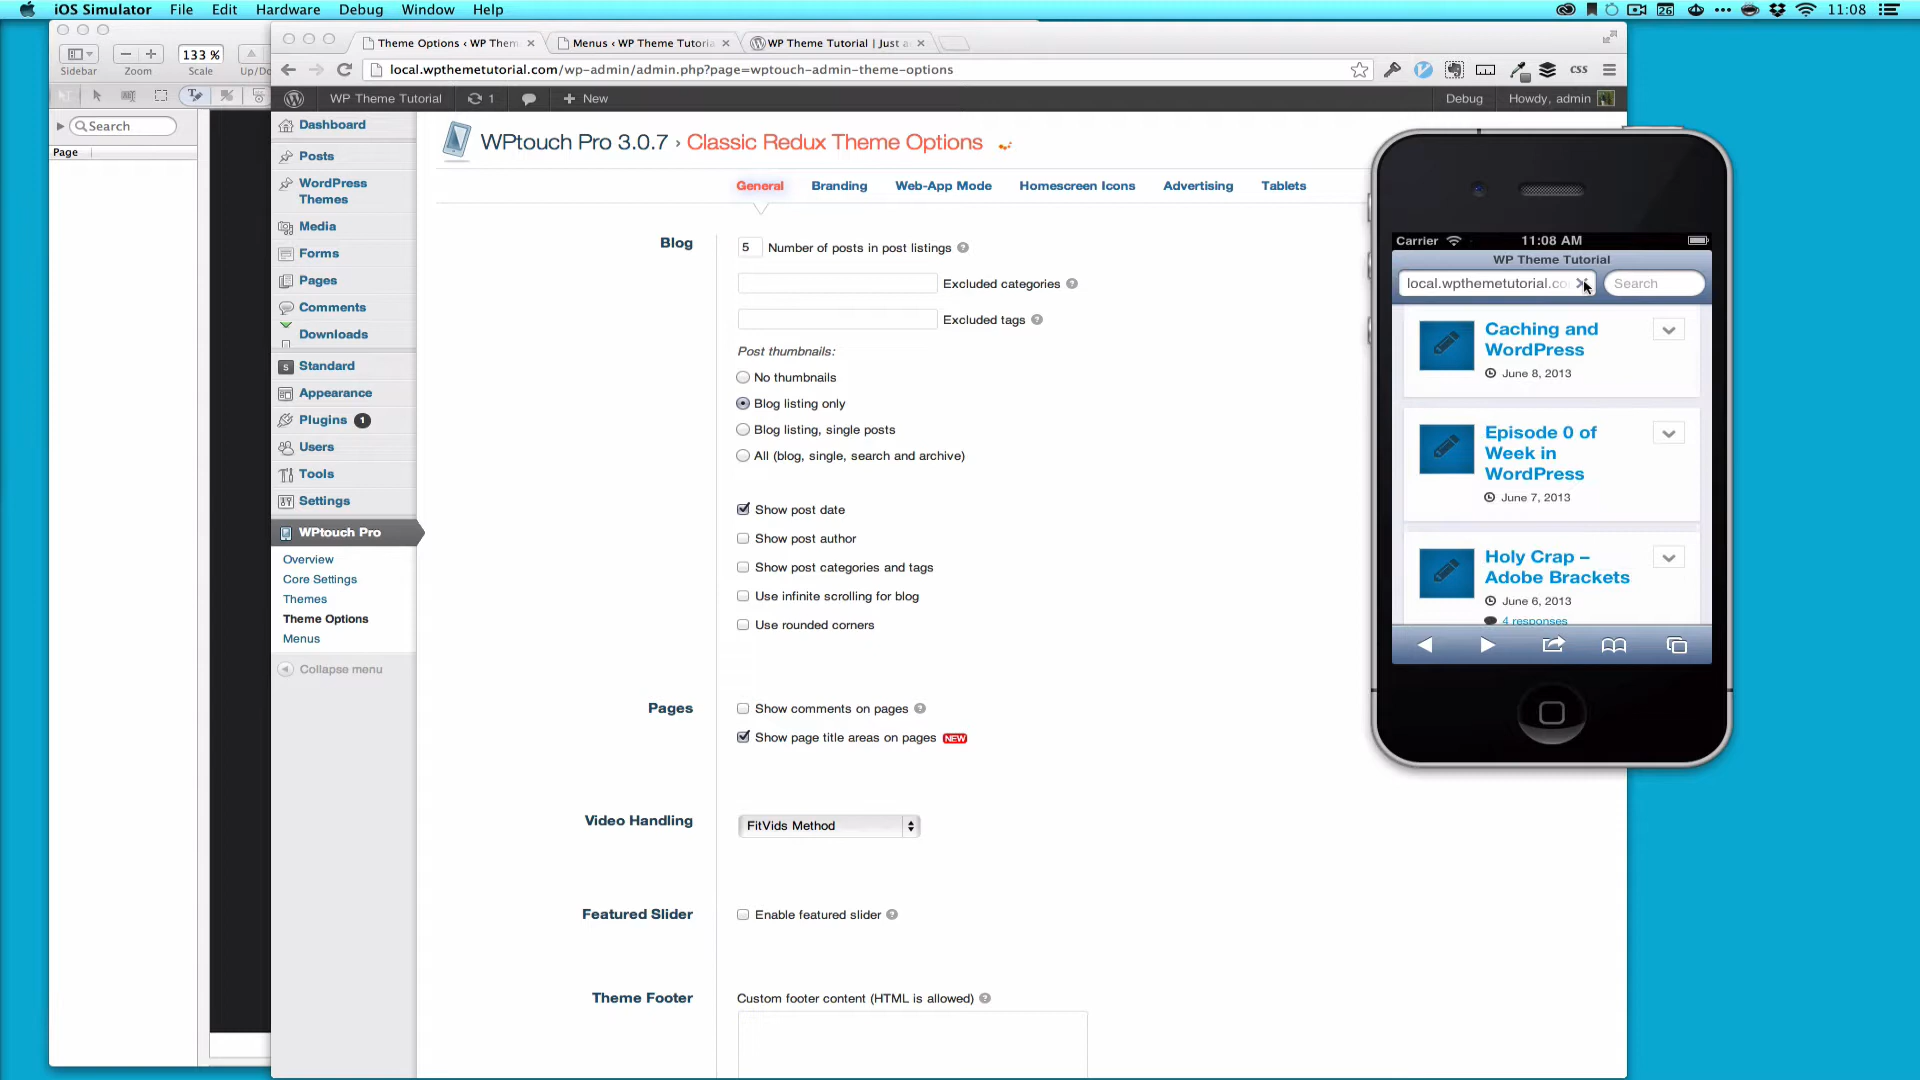 iOS Simulator File Edit Hardware Debug Window Help
26 11:08
133 %
Sidebar Zoom Scale
Search
Page
Theme Options ‹ WP Them
Menus ‹ WP Theme Tutoria
WP Theme Tutorial | Just a
local.wpthemetutorial.com/wp-admin/admin.php?page=wptouch-admin-theme-options
css
WP Theme Tutorial 1 + New Debug Howdy, admin
Dashboard
Posts
WordPress
Themes
Media
Forms
Pages
Comments
Downloads
S Standard
Appearance
Plugins 1
Users
Tools
Settings
WPtouch Pro
Overview
Core Settings
Themes
Theme Options
Menus
Collapse menu
WPtouch Pro 3.0.7 › Classic Redux Theme Options
General Branding Web-App Mode Homescreen Icons Advertising Tablets
Blog
5 Number of posts in post listings ?
Excluded categories ?
Excluded tags ?
Post thumbnails:
No thumbnails
Blog listing only
Blog listing, single posts
All (blog, single, search and archive)
Show post date
Show post author
Show post categories and tags
Use infinite scrolling for blog
Use rounded corners
Pages
Show comments on pages ?
Show page title areas on pages NEW
Video Handling
FitVids Method
Featured Slider
Enable featured slider ?
Theme Footer
Custom footer content (HTML is allowed) ?
Carrier 11:08 AM
WP Theme Tutorial
local.wpthemetutorial.co Search
Caching and
WordPress
June 8, 2013
Episode 0 of
Week in
WordPress
June 7, 2013
Holy Crap –
Adobe Brackets
June 6, 2013
4 responses